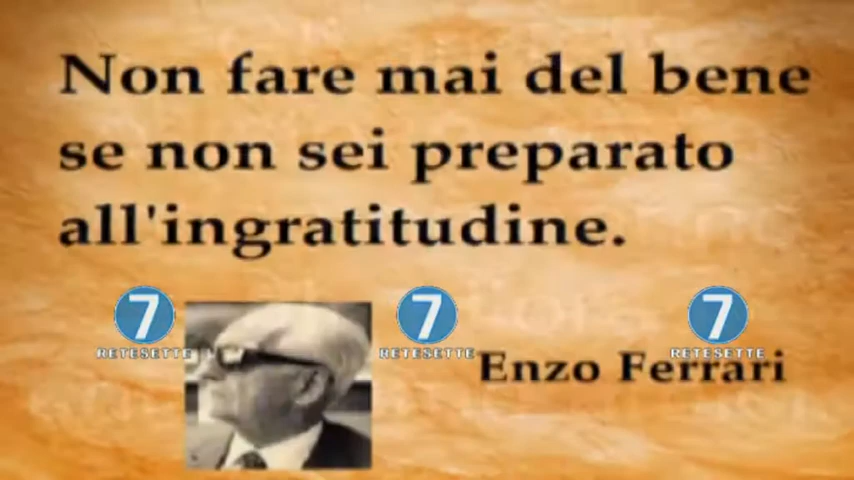 Non fare mai del bene
se non sei preparato
all'ingratitudine.
7 7 7
RETESETTE RETESETTE RETESETTE
Enzo Ferrari